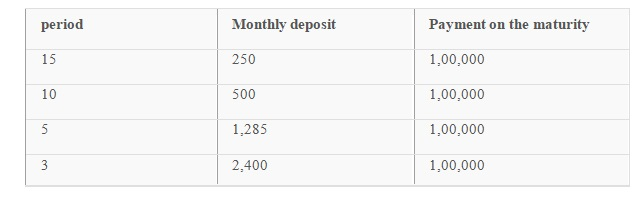 period Monthly deposit Payment on the maturity
15 250 1,00,000
10 500 1,00,000
5 1,285 1,00,000
3 2,400 1,00,000